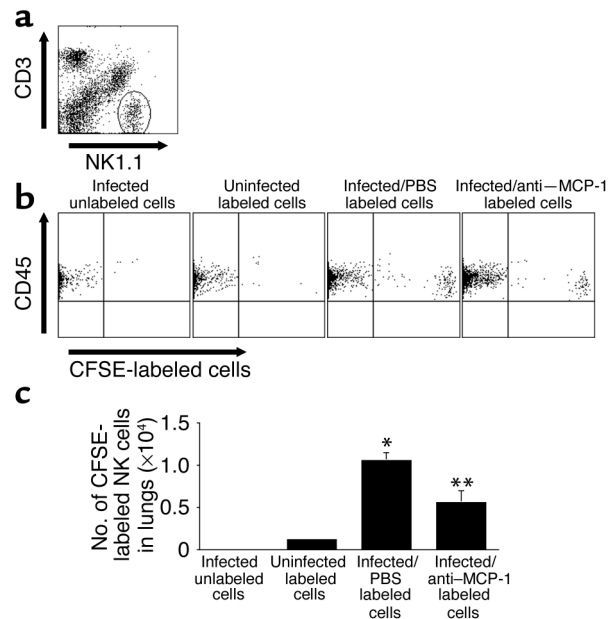 a
CD3
NK1.1
b
Infected unlabeled cells
Uninfected labeled cells
Infected/PBS labeled cells
Infected/anti—MCP-1 labeled cells
CD45
CFSE-labeled cells
c
No. of CFSE-
labeled NK cells
in lungs (×10⁴)
1.5
1.0
0.5
0
*
**
Infected
unlabeled
cells
Uninfected
labeled
cells
Infected/
PBS
labeled
cells
Infected/
anti–MCP-1
labeled
cells